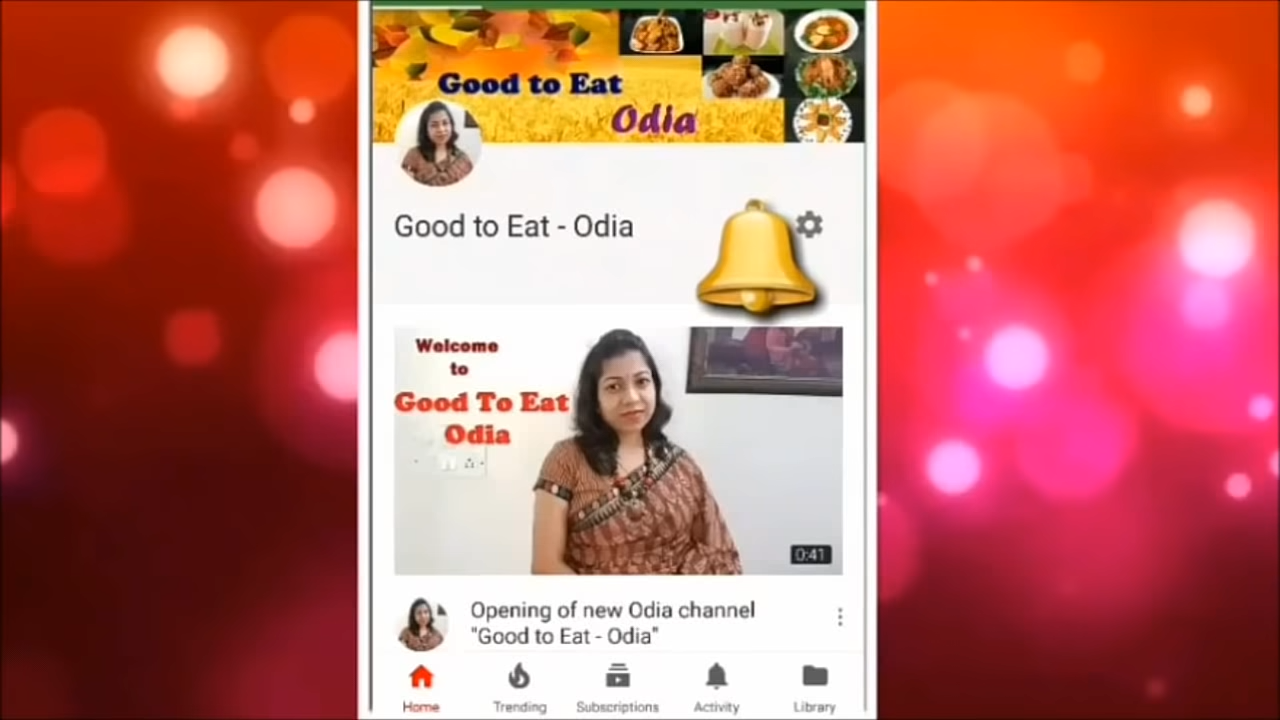 Good to Eat
Odia
Good to Eat - Odia
Welcome
to
Good To Eat
Odia
0:41
Opening of new Odia channel
"Good to Eat - Odia"
Home Trending Subscriptions Activity Library